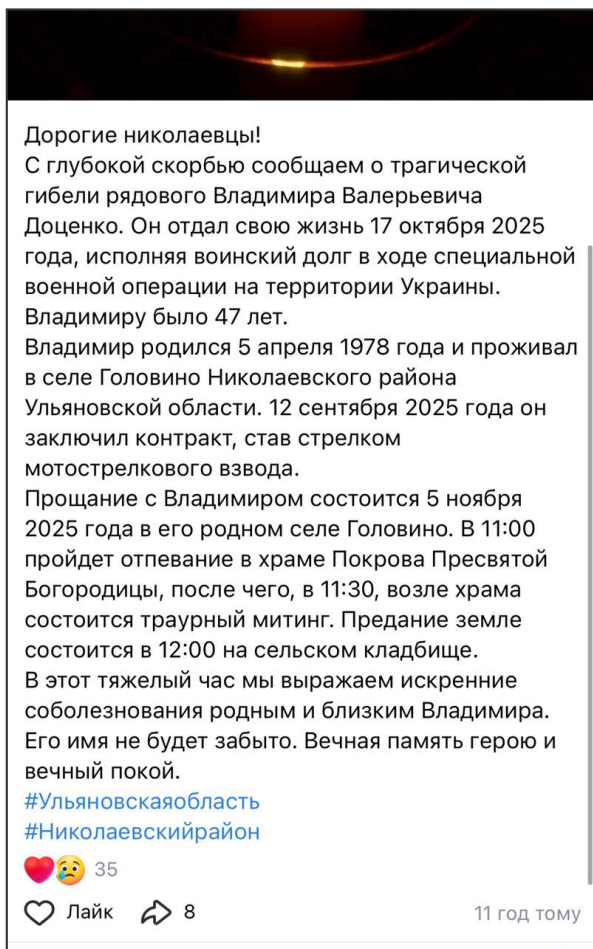 Дорогие николаевцы!
С глубокой скорбью сообщаем о трагической
гибели рядового Владимира Валерьевича
Доценко. Он отдал свою жизнь 17 октября 2025
года, исполняя воинский долг в ходе специальной
военной операции на территории Украины.
Владимиру было 47 лет.
Владимир родился 5 апреля 1978 года и проживал
в селе Головино Николаевского района
Ульяновской области. 12 сентября 2025 года он
заключил контракт, став стрелком
мотострелкового взвода.
Прощание с Владимиром состоится 5 ноября
2025 года в его родном селе Головино. В 11:00
пройдет отпевание в храме Покрова Пресвятой
Богородицы, после чего, в 11:30, возле храма
состоится траурный митинг. Предание земле
состоится в 12:00 на сельском кладбище.
В этот тяжелый час мы выражаем искренние
соболезнования родным и близким Владимира.
Его имя не будет забыто. Вечная память герою и
вечный покой.
#Ульяновскаяобласть
#Николаевскийрайон
35
Лайк 8 11 год тому